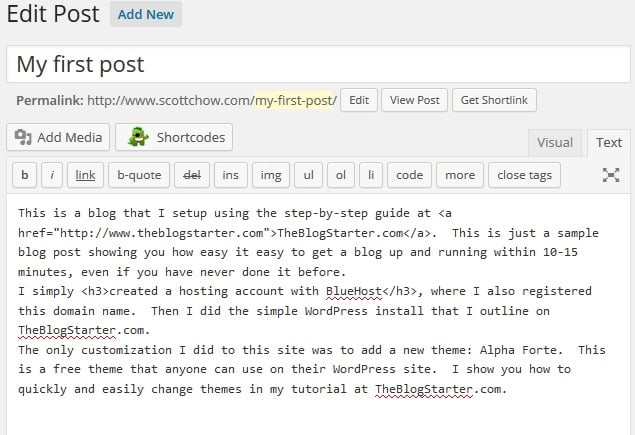 Edit Post Add New
My first post
Permalink: http://www.scottchow.com/my-first-post/ Edit View Post Get Shortlink
Add Media Shortcodes Visual Text
b i link b-quote del ins img ul ol li code more close tags
This is a blog that I setup using the step-by-step guide at <a
href="http://www.theblogstarter.com">TheBlogStarter.com</a>.  This is just a sample
blog post showing you how easy it easy to get a blog up and running within 10-15
minutes, even if you have never done it before.
I simply <h3>created a hosting account with BlueHost</h3>, where I also registered
this domain name.  Then I did the simple WordPress install that I outline on
TheBlogStarter.com.
The only customization I did to this site was to add a new theme: Alpha Forte.  This
is a free theme that anyone can use on their WordPress site.  I show you how to
quickly and easily change themes in my tutorial at TheBlogStarter.com.